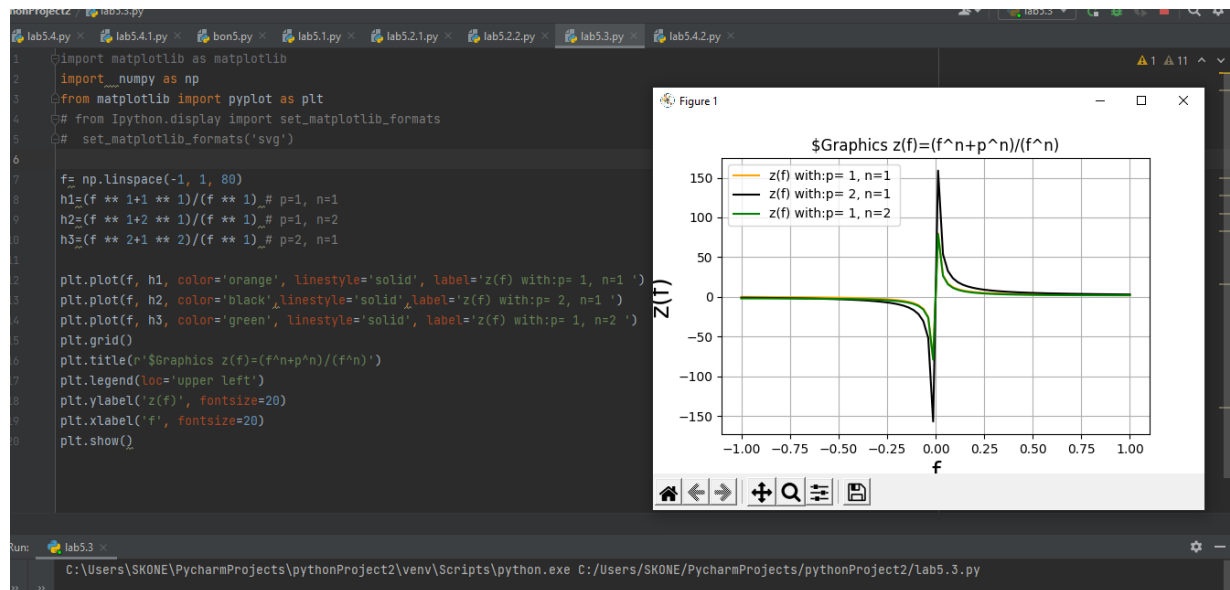 honProject2 / lab5.3.py
lab5.3
lab5.4.py × lab5.4.1.py × bon5.py × lab5.1.py × lab5.2.1.py × lab5.2.2.py × lab5.3.py × lab5.4.2.py ×
1 import matplotlib as matplotlib
1 11
2 import numpy as np
3 from matplotlib import pyplot as plt
4 # from Ipython.display import set_matplotlib_formats
5 # set_matplotlib_formats('svg')
6
7 f= np.linspace(-1, 1, 80)
8 h1=(f ** 1+1 ** 1)/(f ** 1) # p=1, n=1
9 h2=(f ** 1+2 ** 1)/(f ** 1) # p=1, n=2
10 h3=(f ** 2+1 ** 2)/(f ** 1) # p=2, n=1
11
12 plt.plot(f, h1, color='orange', linestyle='solid', label='z(f) with:p= 1, n=1 ')
13 plt.plot(f, h2, color='black',linestyle='solid',label='z(f) with:p= 2, n=1 ')
14 plt.plot(f, h3, color='green', linestyle='solid', label='z(f) with:p= 1, n=2 ')
15 plt.grid()
16 plt.title(r'$Graphics z(f)=(f^n+p^n)/(f^n)')
17 plt.legend(loc='upper left')
18 plt.ylabel('z(f)', fontsize=20)
19 plt.xlabel('f', fontsize=20)
20 plt.show()
Figure 1
$Graphics z(f)=(f^n+p^n)/(f^n)
z(f) with:p= 1, n=1
z(f) with:p= 2, n=1
z(f) with:p= 1, n=2
150
100
50
0
−50
−100
−150
z(f)
−1.00 −0.75 −0.50 −0.25 0.00 0.25 0.50 0.75 1.00
f
Run: lab5.3 ×
C:\Users\SKONE\PycharmProjects\pythonProject2\venv\Scripts\python.exe C:/Users/SKONE/PycharmProjects/pythonProject2/lab5.3.py